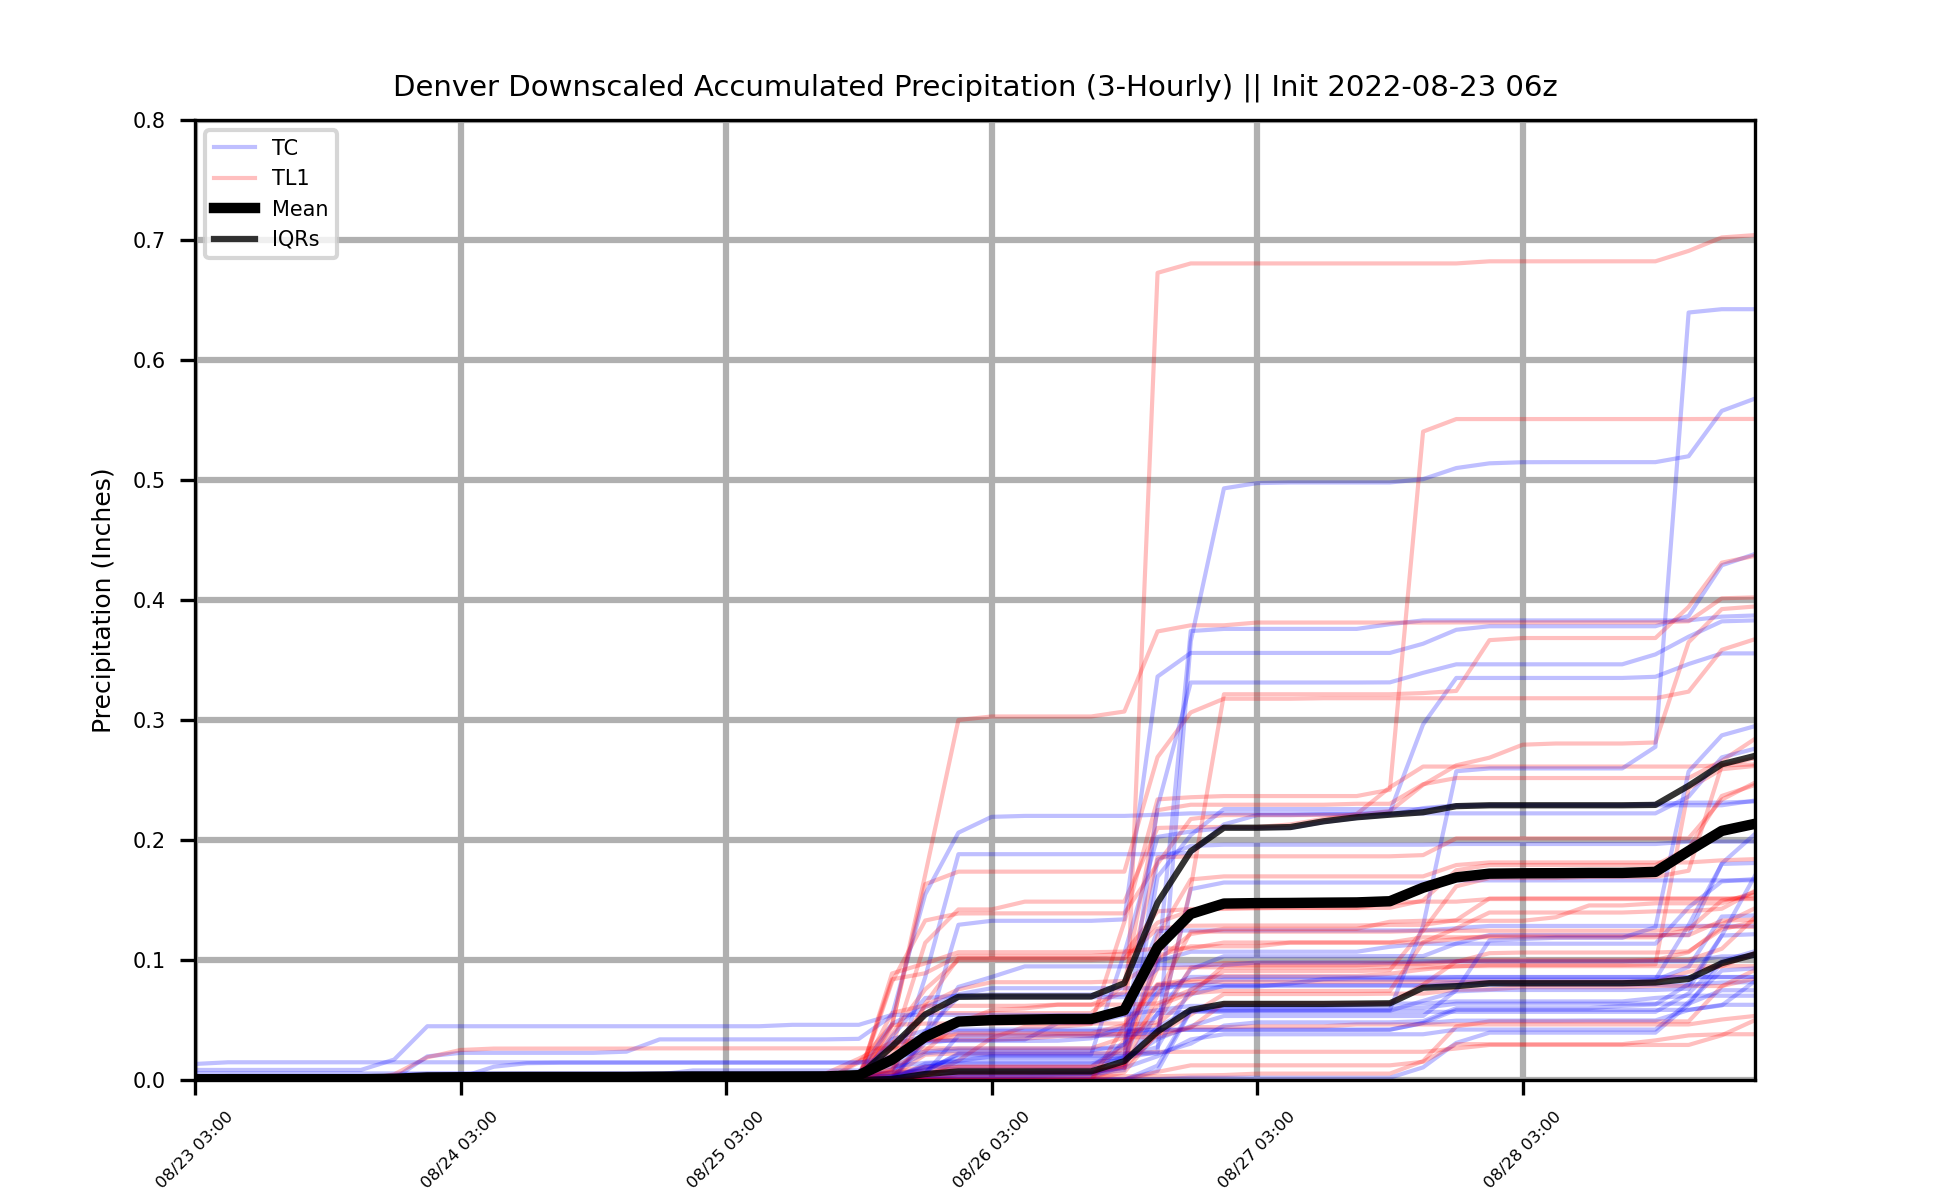 Denver Downscaled Accumulated Precipitation (3-Hourly) || Init 2022-08-23 06z
TC
TL1
Mean
IQRs
Precipitation (Inches)
0.8
0.7
0.6
0.5
0.4
0.3
0.2
0.1
0.0
08/23 03:00
08/24 03:00
08/25 03:00
08/26 03:00
08/27 03:00
08/28 03:00